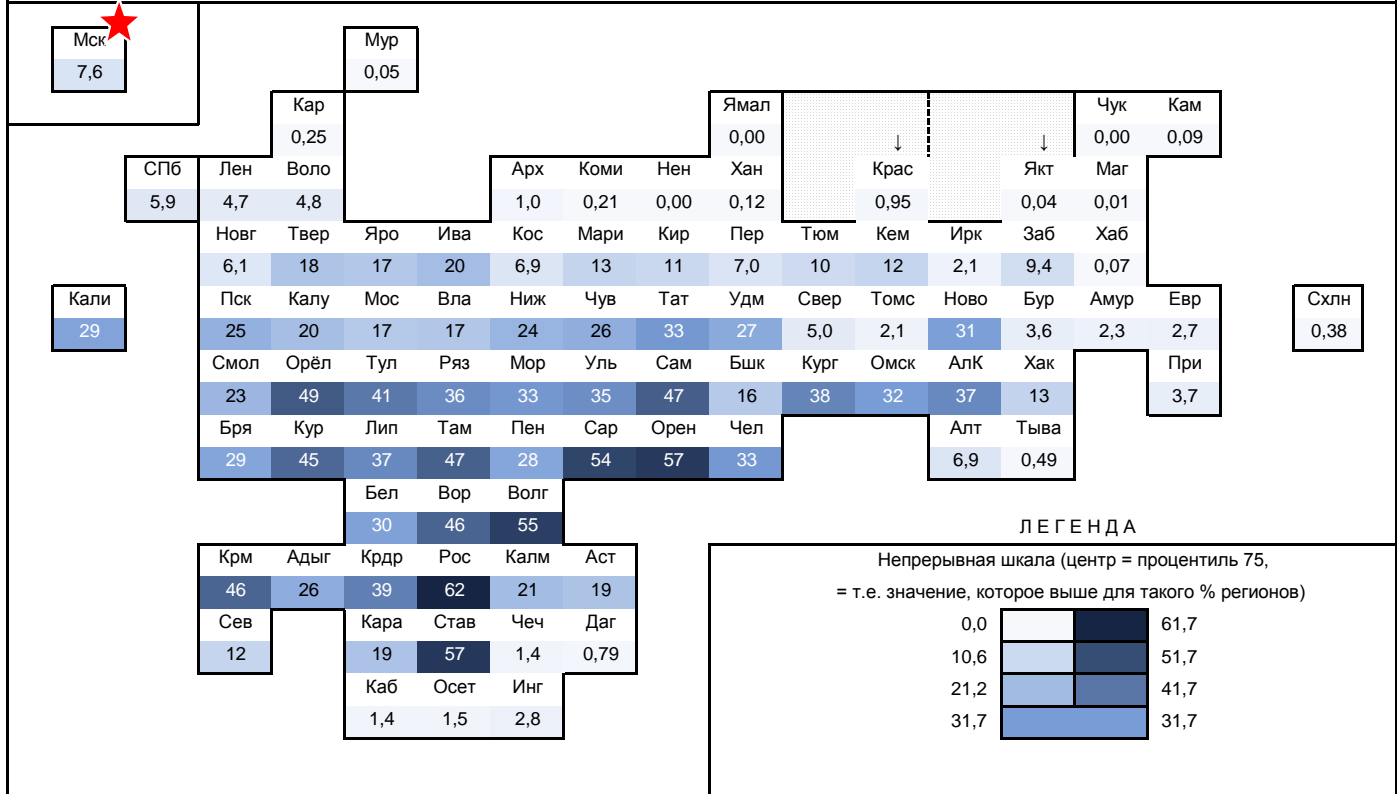 Мск Мур
7,6 0,05
Кар Ямал Чук Кам
0,25 0,00 ↓ ↓ 0,00 0,09
СПб Лен Воло Арх Коми Нен Хан Крас Якт Маг
5,9 4,7 4,8 1,0 0,21 0,00 0,12 0,95 0,04 0,01
Новг Твер Яро Ива Кос Мари Кир Пер Тюм Кем Ирк Заб Хаб
6,1 18 17 20 6,9 13 11 7,0 10 12 2,1 9,4 0,07
Кали Пск Калу Мос Вла Ниж Чув Тат Удм Свер Томс Ново Бур Амур Евр Схлн
29 25 20 17 17 24 26 33 27 5,0 2,1 31 3,6 2,3 2,7 0,38
Смол Орёл Тул Ряз Мор Уль Сам Бшк Кург Омск АлК Хак При
23 49 41 36 33 35 47 16 38 32 37 13 3,7
Бря Кур Лип Там Пен Сар Орен Чел Алт Тыва
29 45 37 47 28 54 57 33 6,9 0,49
Бел Вор Волг
30 46 55
ЛЕГЕНДА
Крм Адыг Крдр Рос Калм Аст
46 26 39 62 21 19
Сев Кара Став Чеч Даг
12 19 57 1,4 0,79
Каб Осет Инг
1,4 1,5 2,8
Непрерывная шкала (центр = процентиль 75,
= т.е. значение, которое выше для такого % регионов)
0,0 61,7
10,6 51,7
21,2 41,7
31,7 31,7